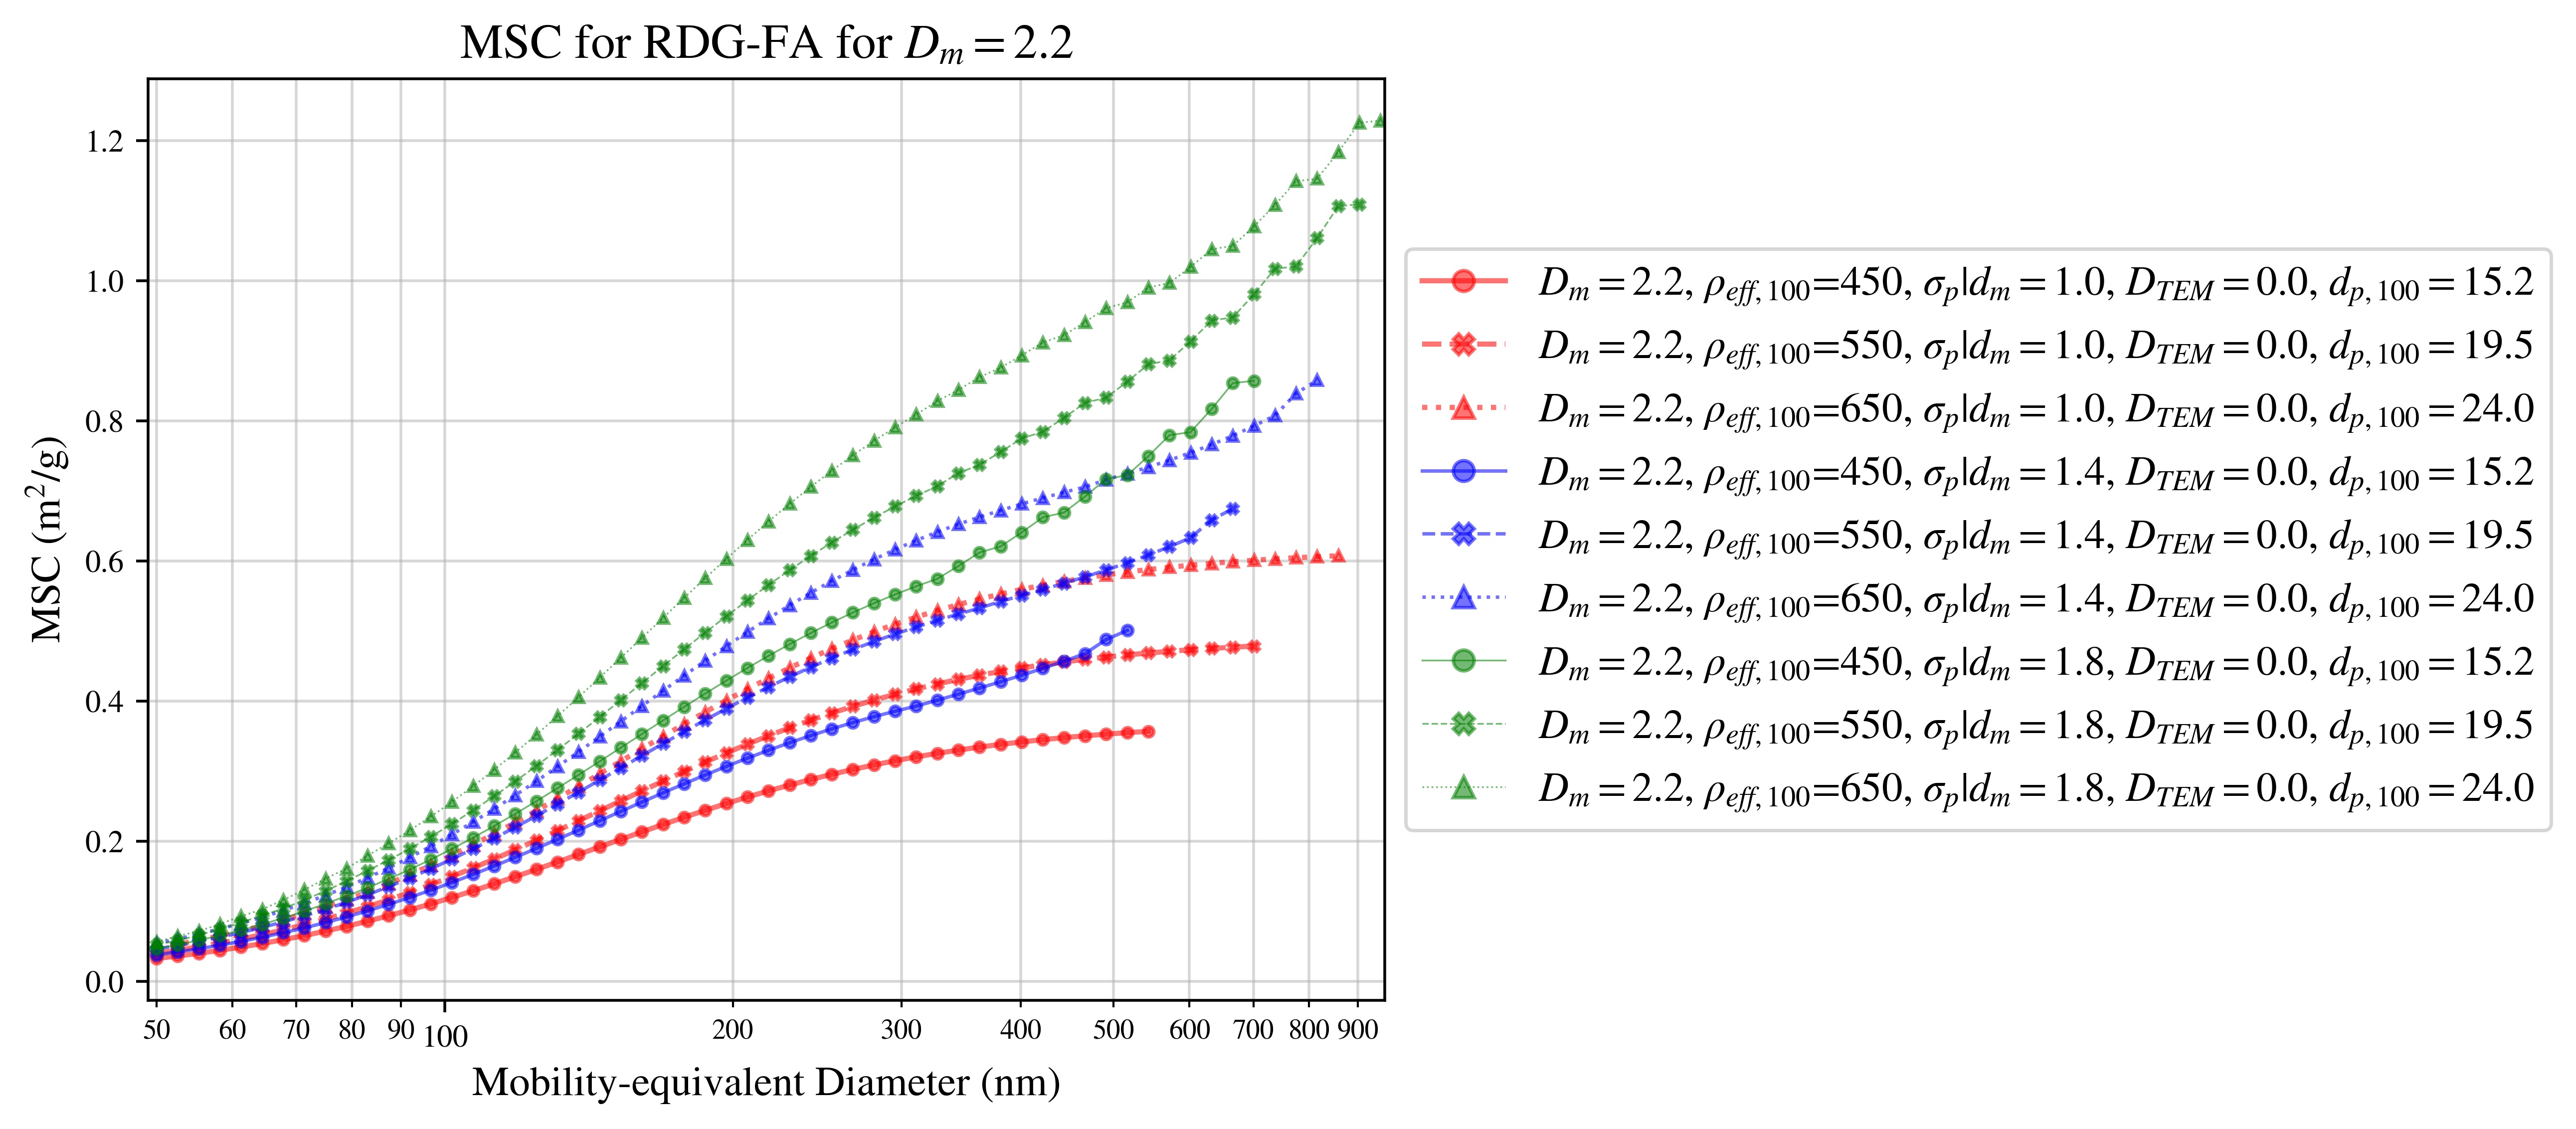 MSC for RDG-FA for Dₘ = 2.2
MSC (m²/g)
1.2
1.0
0.8
0.6
0.4
0.2
0.0
50 60 70 80 90 100 200 300 400 500 600 700 800 900
Mobility-equivalent Diameter (nm)
D_m = 2.2, ρ_eff,100=450, σ_p|d_m = 1.0, D_TEM = 0.0, d_p,100 = 15.2
D_m = 2.2, ρ_eff,100=550, σ_p|d_m = 1.0, D_TEM = 0.0, d_p,100 = 19.5
D_m = 2.2, ρ_eff,100=650, σ_p|d_m = 1.0, D_TEM = 0.0, d_p,100 = 24.0
D_m = 2.2, ρ_eff,100=450, σ_p|d_m = 1.4, D_TEM = 0.0, d_p,100 = 15.2
D_m = 2.2, ρ_eff,100=550, σ_p|d_m = 1.4, D_TEM = 0.0, d_p,100 = 19.5
D_m = 2.2, ρ_eff,100=650, σ_p|d_m = 1.4, D_TEM = 0.0, d_p,100 = 24.0
D_m = 2.2, ρ_eff,100=450, σ_p|d_m = 1.8, D_TEM = 0.0, d_p,100 = 15.2
D_m = 2.2, ρ_eff,100=550, σ_p|d_m = 1.8, D_TEM = 0.0, d_p,100 = 19.5
D_m = 2.2, ρ_eff,100=650, σ_p|d_m = 1.8, D_TEM = 0.0, d_p,100 = 24.0